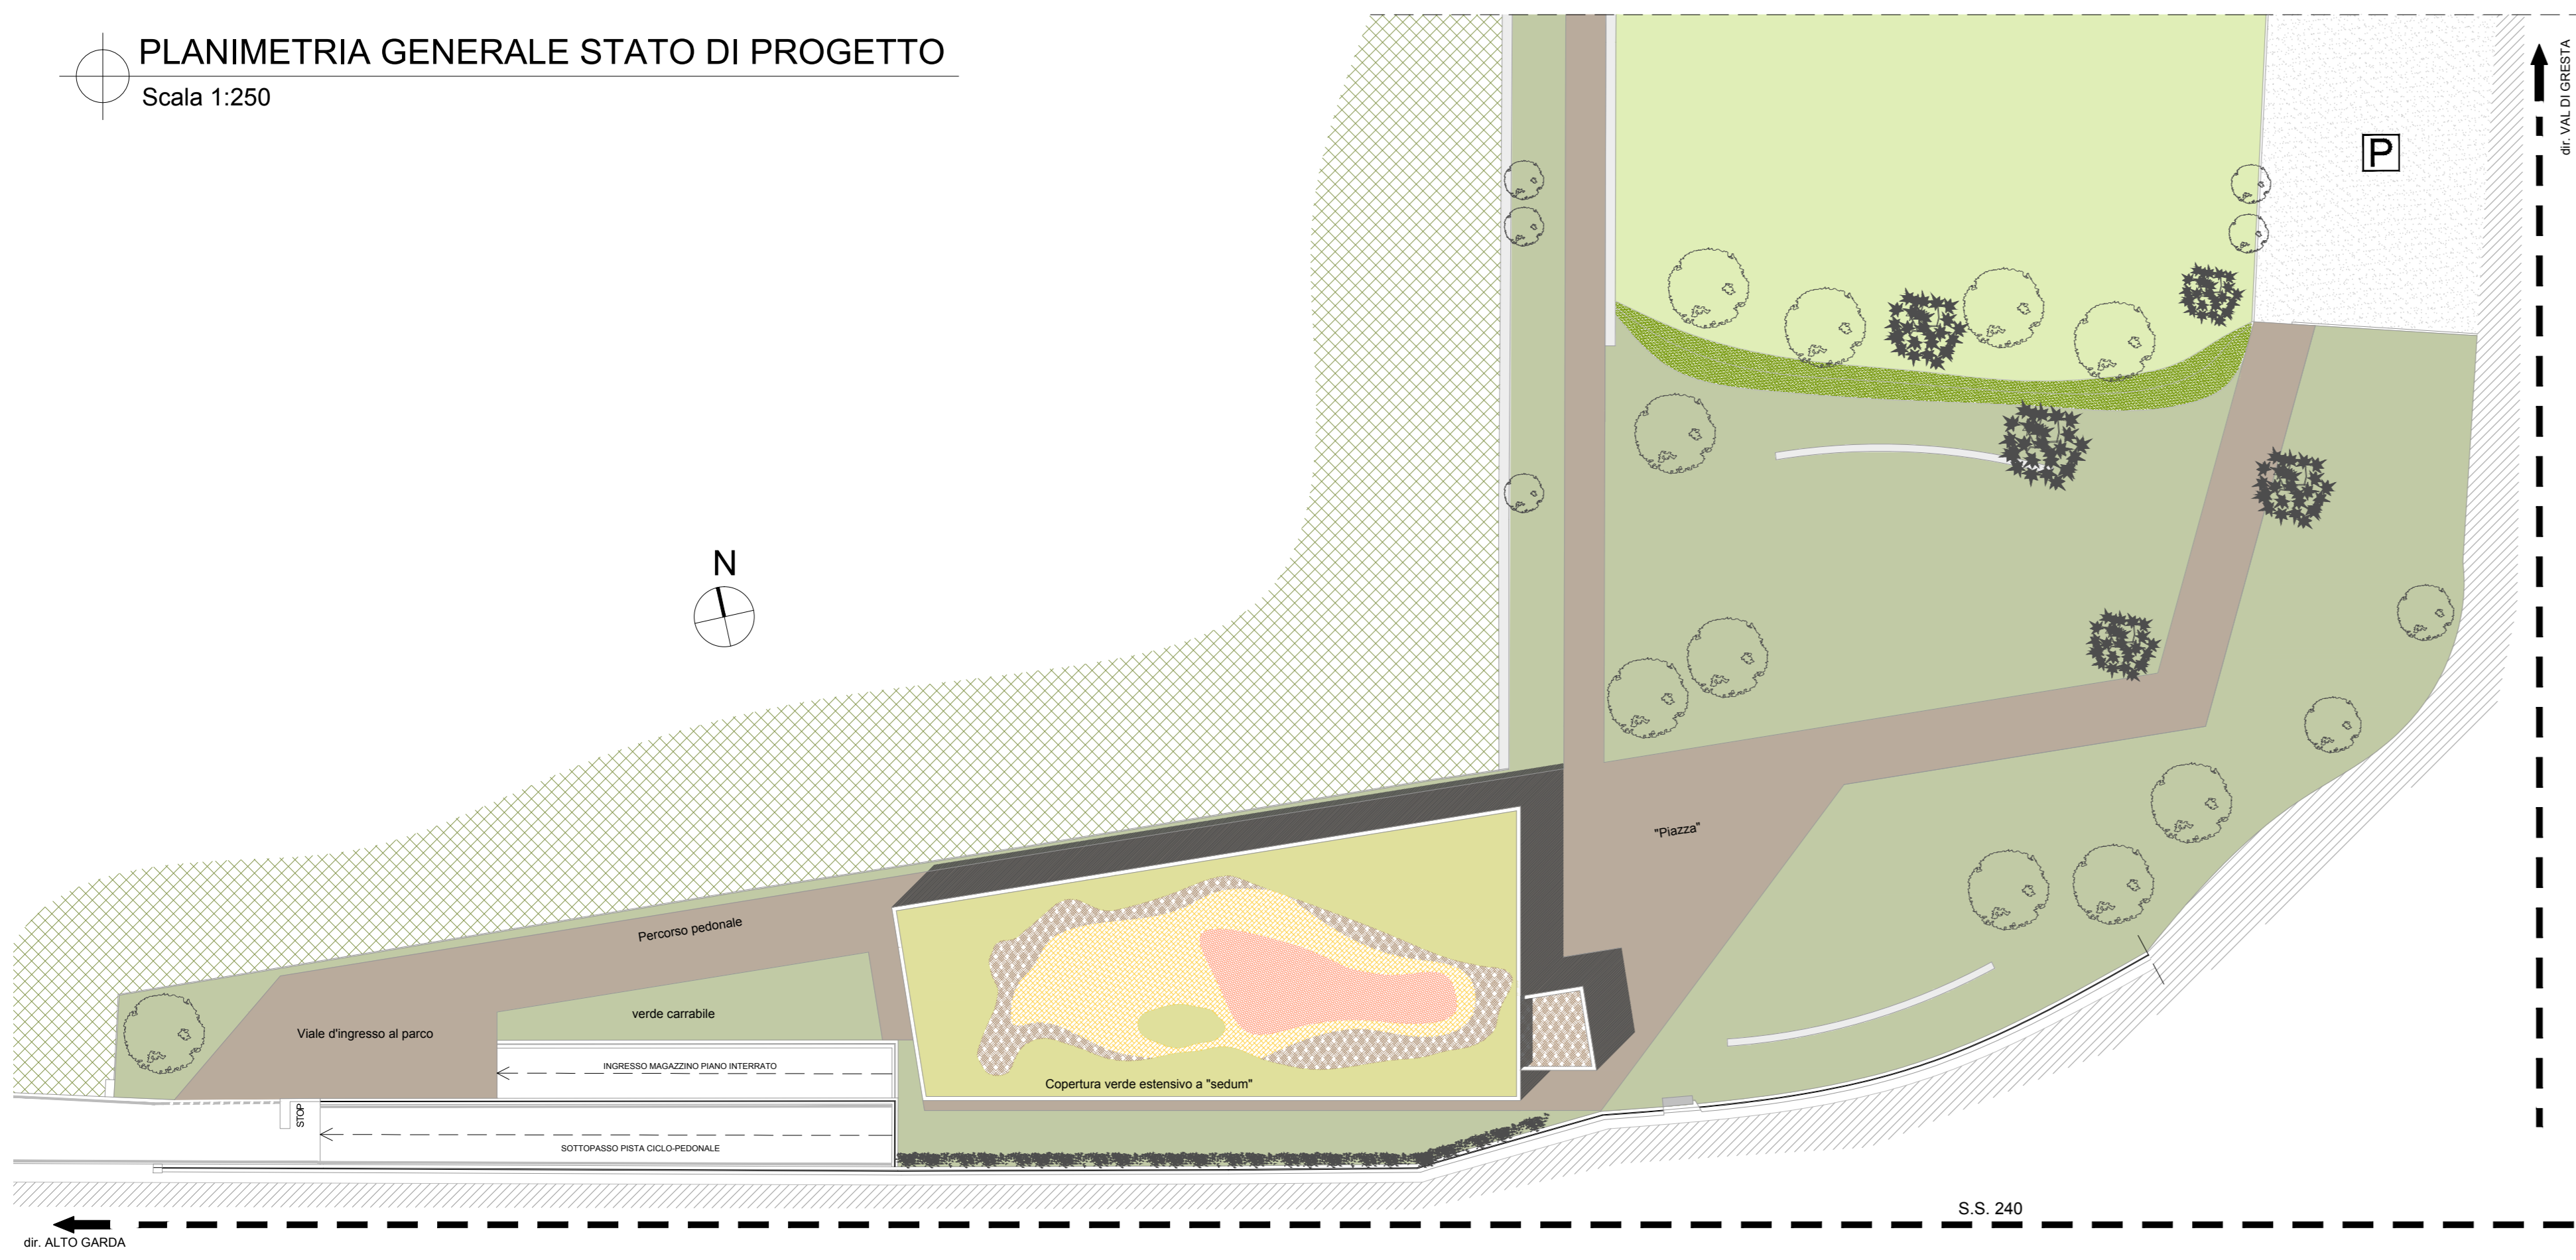 PLANIMETRIA GENERALE STATO DI PROGETTO
Scala 1:250
dir. VAL DI GRESTA
P
N
"Piazza"
Percorso pedonale
verde carrabile
Viale d'ingresso al parco
INGRESSO MAGAZZINO PIANO INTERRATO
Copertura verde estensivo a "sedum"
STOP
SOTTOPASSO PISTA CICLO-PEDONALE
S.S. 240
dir. ALTO GARDA